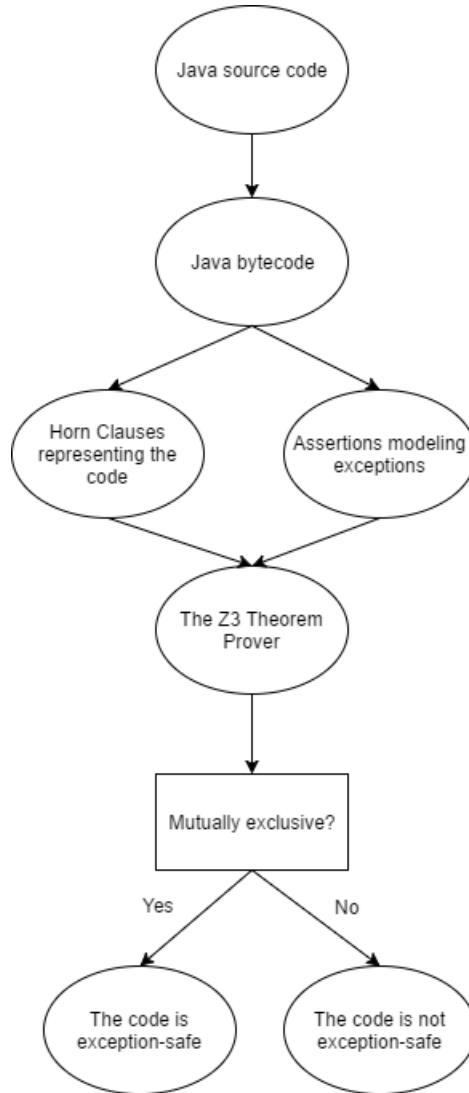 Java source code
Java bytecode
Horn Clauses
representing the
code
Assertions modeling
exceptions
The Z3 Theorem
Prover
Mutually exclusive?
Yes
No
The code is
exception-safe
The code is not
exception-safe